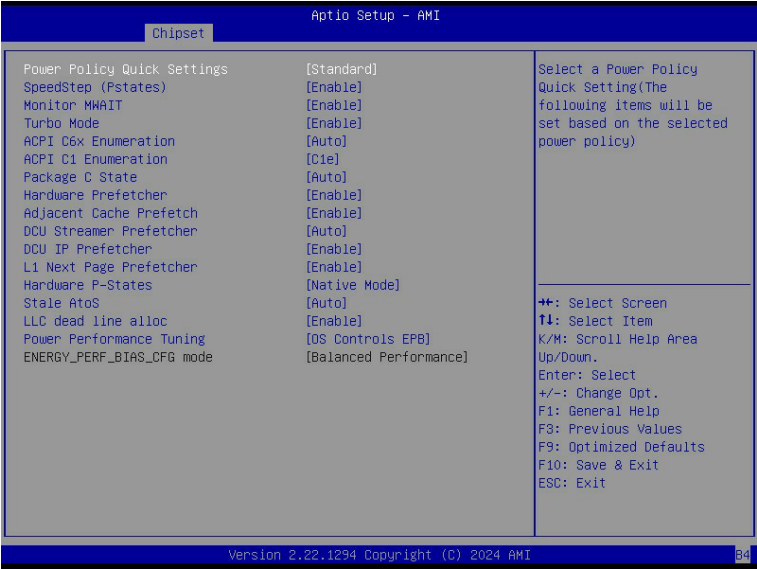 Aptio Setup – AMI
Chipset
Power Policy Quick Settings [Standard]
SpeedStep (Pstates) [Enable]
Monitor MWAIT [Enable]
Turbo Mode [Enable]
ACPI C6x Enumeration [Auto]
ACPI C1 Enumeration [C1e]
Package C State [Auto]
Hardware Prefetcher [Enable]
Adjacent Cache Prefetch [Enable]
DCU Streamer Prefetcher [Auto]
DCU IP Prefetcher [Enable]
L1 Next Page Prefetcher [Enable]
Hardware P-States [Native Mode]
Stale AtoS [Auto]
LLC dead line alloc [Enable]
Power Performance Tuning [OS Controls EPB]
ENERGY_PERF_BIAS_CFG mode [Balanced Performance]
Select a Power Policy
Quick Setting(The
following items will be
set based on the selected
power policy)
→←: Select Screen
↑↓: Select Item
K/M: Scroll Help Area
Up/Down.
Enter: Select
+/-: Change Opt.
F1: General Help
F3: Previous Values
F9: Optimized Defaults
F10: Save & Exit
ESC: Exit
Version 2.22.1294 Copyright (C) 2024 AMI
B4